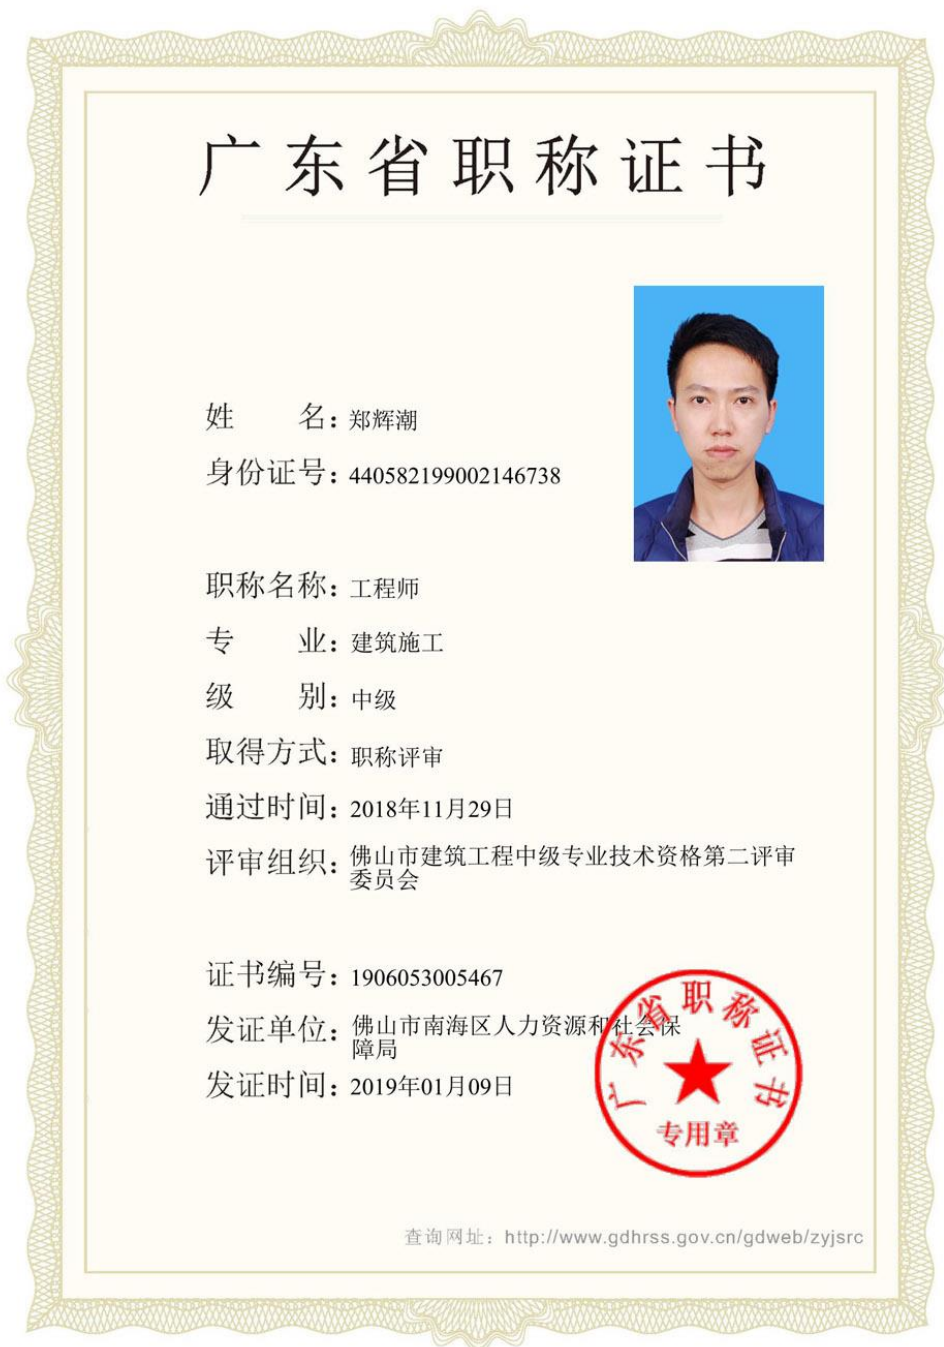 广东省职称证书
姓 名：郑辉潮
身份证号：440582199002146738
职称名称：工程师
专 业：建筑施工
级 别：中级
取得方式：职称评审
通过时间：2018年11月29日
评审组织：佛山市建筑工程中级专业技术资格第二评审
委员会
证书编号：1906053005467
发证单位：佛山市南海区人力资源和社会保
障局
发证时间：2019年01月09日
广东省职称证书
专用章
查询网址：http://www.gdhrss.gov.cn/gdweb/zyjsrc